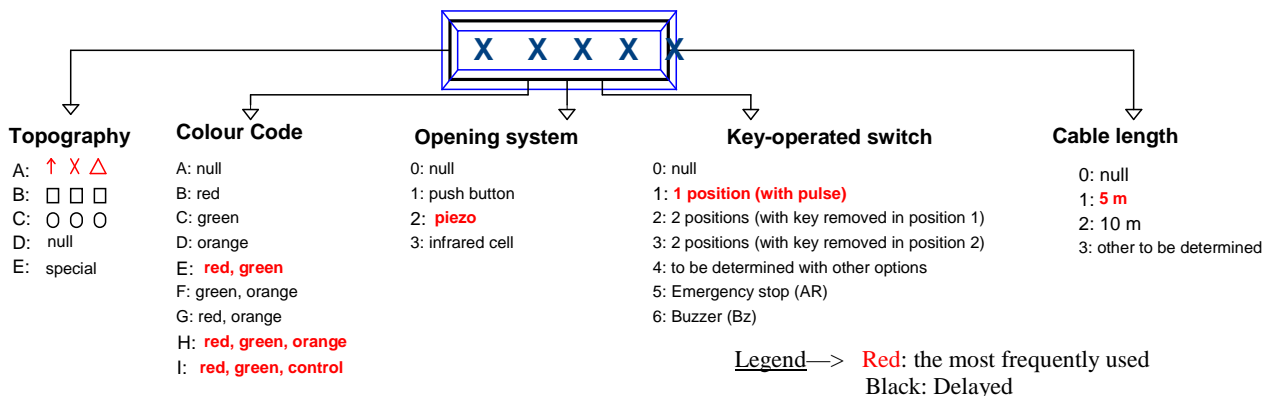 X X X X X
Topography
A: ↑ X △
B: □ □ □
C: ○ ○ ○
D: null
E: special
Colour Code
A: null
B: red
C: green
D: orange
E: red, green
F: green, orange
G: red, orange
H: red, green, orange
I: red, green, control
Opening system
0: null
1: push button
2: piezo
3: infrared cell
Key-operated switch
0: null
1: 1 position (with pulse)
2: 2 positions (with key removed in position 1)
3: 2 positions (with key removed in position 2)
4: to be determined with other options
5: Emergency stop (AR)
6: Buzzer (Bz)
Cable length
0: null
1: 5 m
2: 10 m
3: other to be determined
Legend—> Red: the most frequently used
Black: Delayed